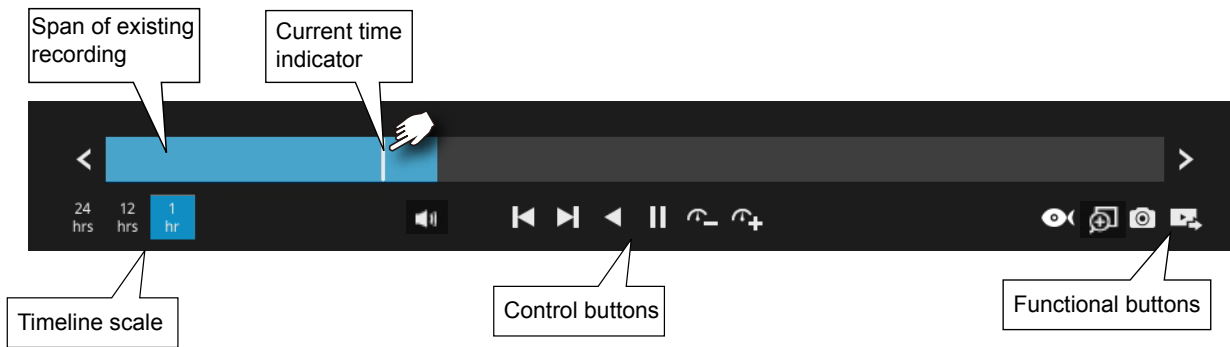 Span of existing
recording
Current time
indicator
24
hrs
12
hrs
1
hr
Timeline scale
Control buttons
Functional buttons